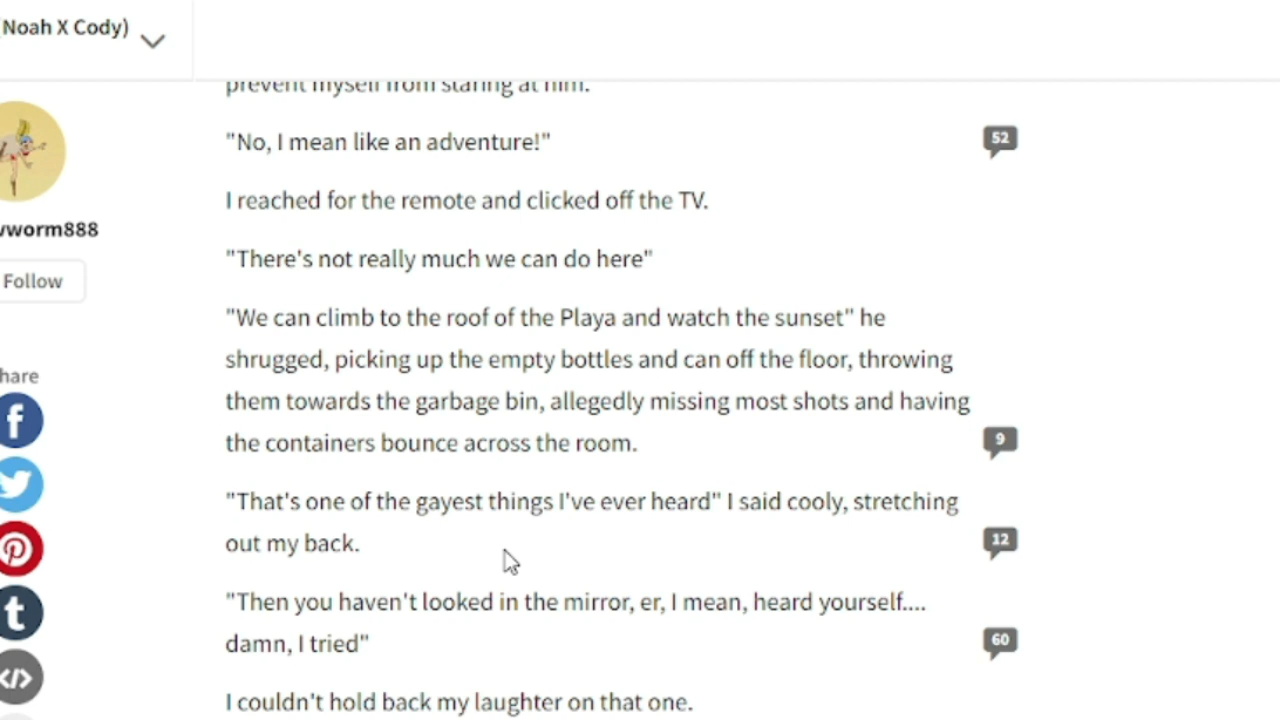 Noah X Cody)
prevent myself from staring at him.
"No, I mean like an adventure!"
52
I reached for the remote and clicked off the TV.
worm888
"There's not really much we can do here"
Follow
"We can climb to the roof of the Playa and watch the sunset" he
shrugged, picking up the empty bottles and can off the floor, throwing
hare
them towards the garbage bin, allegedly missing most shots and having
the containers bounce across the room.
9
"That's one of the gayest things I've ever heard" I said cooly, stretching
out my back.
12
"Then you haven't looked in the mirror, er, I mean, heard yourself....
damn, I tried"
60
I couldn't hold back my laughter on that one.